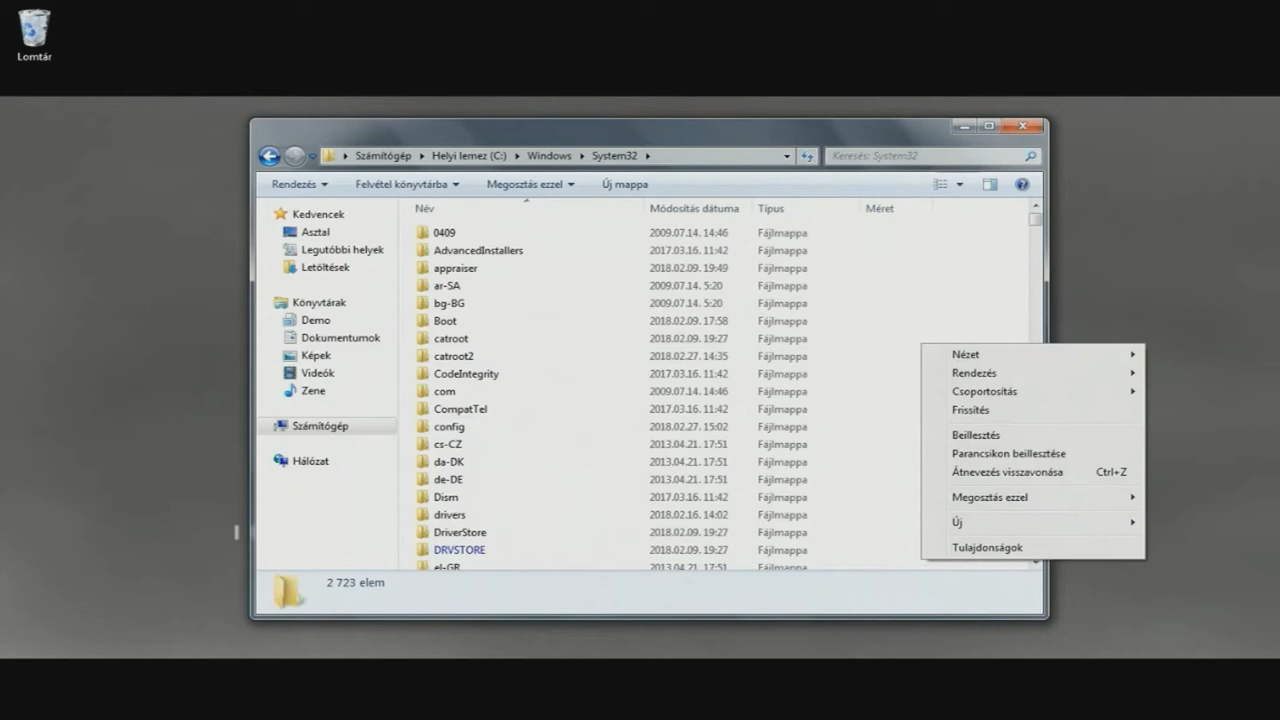 Lomtár
Számítógép Helyi lemez (C:) Windows System32
Keresés: System32
Rendezés Felvétel könyvtárba Megosztás ezzel Új mappa
Kedvencek
Asztal
Legutóbbi helyek
Letöltések
Könyvtárak
Demo
Dokumentumok
Képek
Videók
Zene
Számítógép
Hálózat
Név Módosítás dátuma Típus Méret
0409 2009.07.14. 14:46 Fájlmappa
AdvancedInstallers 2017.03.16. 11:42 Fájlmappa
appraiser 2018.02.09. 19:49 Fájlmappa
ar-SA 2009.07.14. 5:20 Fájlmappa
bg-BG 2009.07.14. 5:20 Fájlmappa
Boot 2018.02.09. 17:58 Fájlmappa
catroot 2018.02.09. 19:27 Fájlmappa
catroot2 2018.02.27. 14:35 Fájlmappa
CodeIntegrity 2017.03.16. 11:42 Fájlmappa
com 2009.07.14. 14:46 Fájlmappa
CompatTel 2017.03.16. 11:42 Fájlmappa
config 2018.02.27. 15:02 Fájlmappa
cs-CZ 2013.04.21. 17:51 Fájlmappa
da-DK 2013.04.21. 17:51 Fájlmappa
de-DE 2013.04.21. 17:51 Fájlmappa
Dism 2017.03.16. 11:42 Fájlmappa
drivers 2018.02.16. 14:02 Fájlmappa
DriverStore 2018.02.09. 19:27 Fájlmappa
DRVSTORE 2018.02.09. 19:27 Fájlmappa
el-GR 2013.04.21. 17:51 Fájlmappa
2 723 elem
Nézet
Rendezés
Csoportosítás
Frissítés
Beillesztés
Parancsikon beillesztése
Átnevezés visszavonása Ctrl+Z
Megosztás ezzel
Új
Tulajdonságok